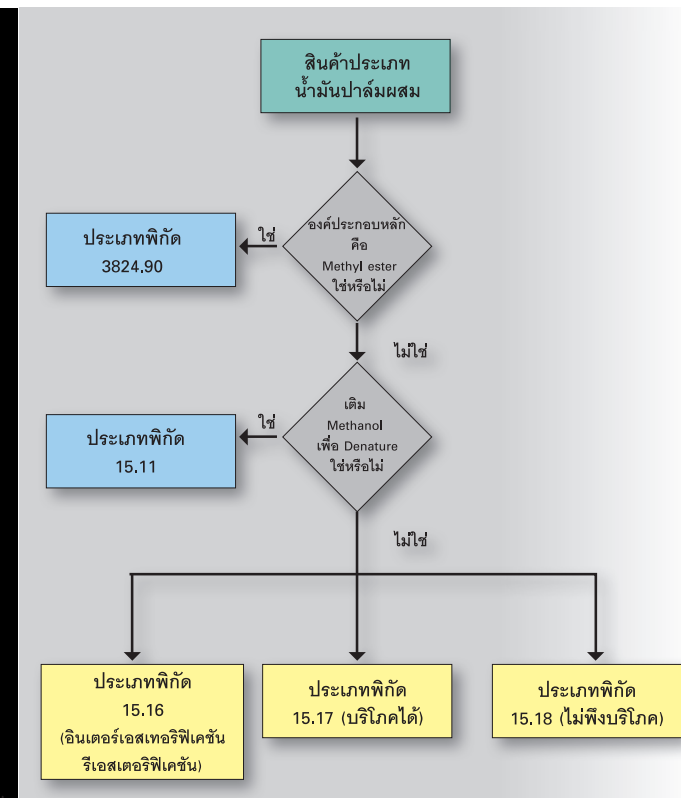 สินค้าประเภท
น้ำมันปาล์มผสม
องค์ประกอบหลัก
คือ
Methyl ester
ใช่หรือไม่
ใช่
ประเภทพิกัด
3824.90
ไม่ใช่
เติม
Methanol
เพื่อ Denature
ใช่หรือไม่
ใช่
ประเภทพิกัด
15.11
ไม่ใช่
ประเภทพิกัด
15.16
(อินเตอร์เอสเทอริฟิเคชัน
รีเอสเตอริฟิเคชัน)
ประเภทพิกัด
15.17 (บริโภคได้)
ประเภทพิกัด
15.18 (ไม่พึงบริโภค)